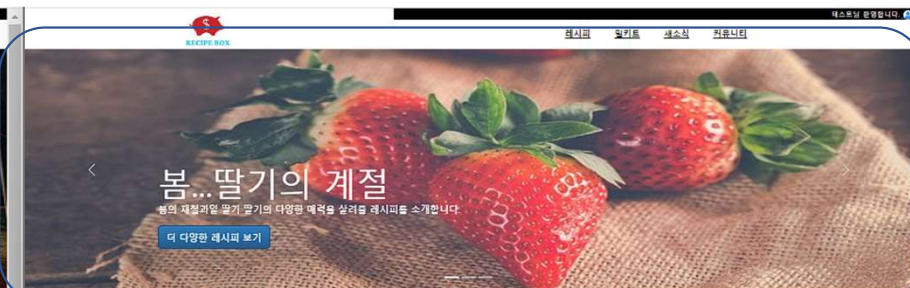 테스트님 환영합니다.
RECIPE BOX
레시피 밀키트 새소식 커뮤니티
봄...딸기의 계절
봄의 제철과일 딸기 딸기의 다양한 매력을 살려줄 레시피를 소개합니다.
더 다양한 레시피 보기